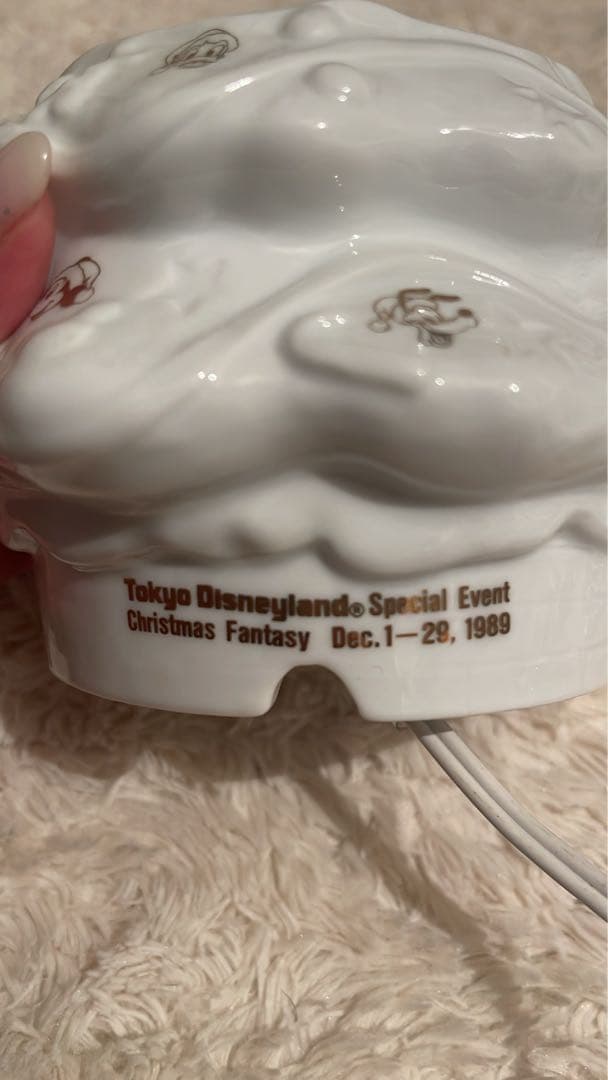 Tokyo Disneyland® Special Event
Christmas Fantasy Dec.1—29, 1989